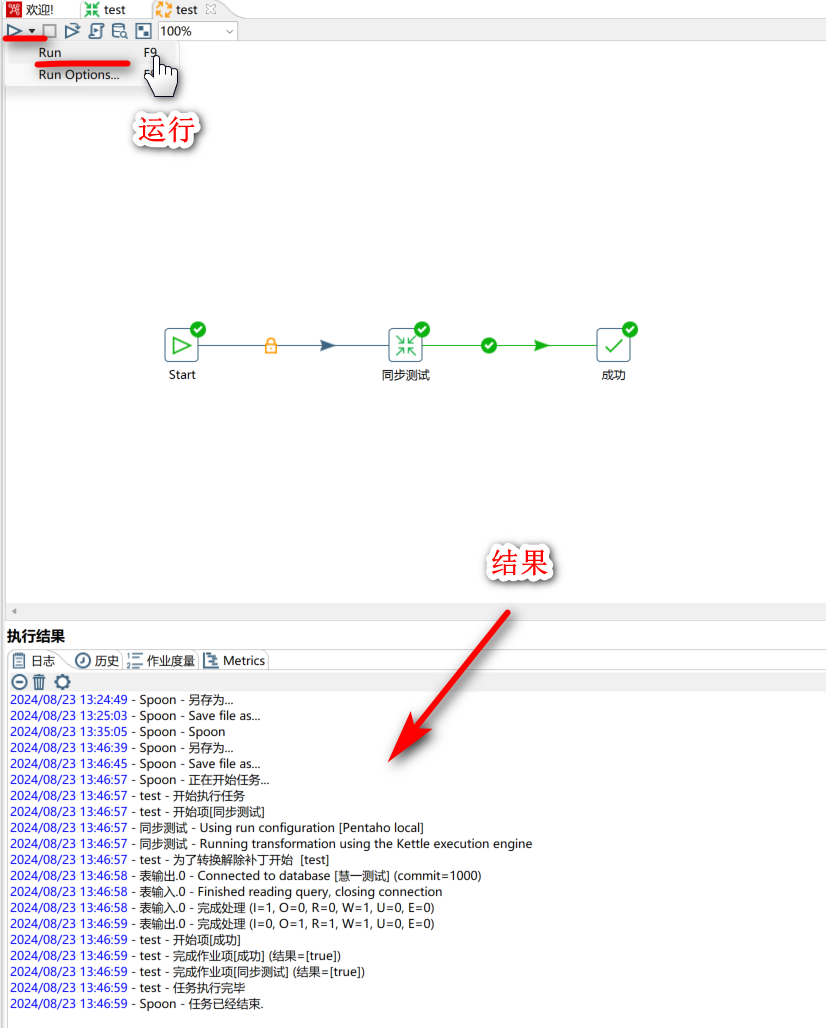 欢迎!
test
test
100%
Run F9
Run Options...
运行
Start
同步测试
成功
结果
执行结果
日志
历史
作业度量
Metrics
2024/08/23 13:24:49 - Spoon - 另存为...
2024/08/23 13:25:03 - Spoon - Save file as...
2024/08/23 13:35:05 - Spoon - Spoon
2024/08/23 13:46:39 - Spoon - 另存为...
2024/08/23 13:46:45 - Spoon - Save file as...
2024/08/23 13:46:57 - Spoon - 正在开始任务...
2024/08/23 13:46:57 - test - 开始执行任务
2024/08/23 13:46:57 - test - 开始项[同步测试]
2024/08/23 13:46:57 - 同步测试 - Using run configuration [Pentaho local]
2024/08/23 13:46:57 - 同步测试 - Running transformation using the Kettle execution engine
2024/08/23 13:46:57 - test - 为了转换解除补丁开始  [test]
2024/08/23 13:46:58 - 表输出.0 - Connected to database [慧一测试] (commit=1000)
2024/08/23 13:46:58 - 表输入.0 - Finished reading query, closing connection
2024/08/23 13:46:58 - 表输入.0 - 完成处理 (I=1, O=0, R=0, W=1, U=0, E=0)
2024/08/23 13:46:59 - 表输出.0 - 完成处理 (I=0, O=1, R=1, W=1, U=0, E=0)
2024/08/23 13:46:59 - test - 开始项[成功]
2024/08/23 13:46:59 - test - 完成作业项[成功] (结果=[true])
2024/08/23 13:46:59 - test - 完成作业项[同步测试] (结果=[true])
2024/08/23 13:46:59 - test - 任务执行完毕
2024/08/23 13:46:59 - Spoon - 任务已经结束.